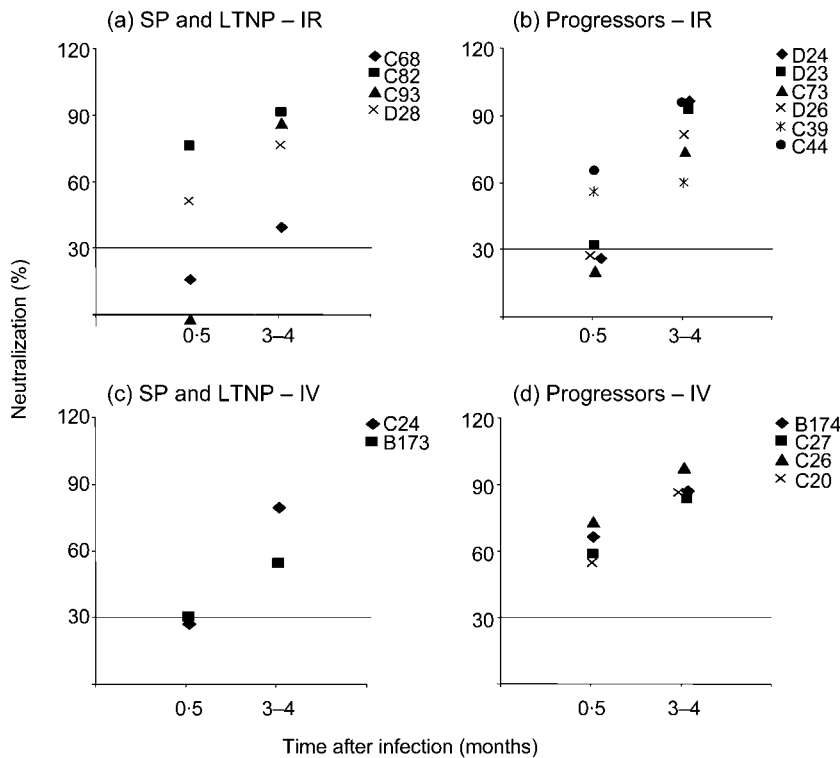 (a) SP and LTNP – IR
120
90
60
30
0·5
3–4
C68
C82
C93
D28
(b) Progressors – IR
120
90
60
30
0·5
3–4
D24
D23
C73
D26
C39
C44
Neutralization (%)
(c) SP and LTNP – IV
120
90
60
30
0·5
3–4
C24
B173
(d) Progressors – IV
120
90
60
30
0·5
3–4
B174
C27
C26
C20
Time after infection (months)